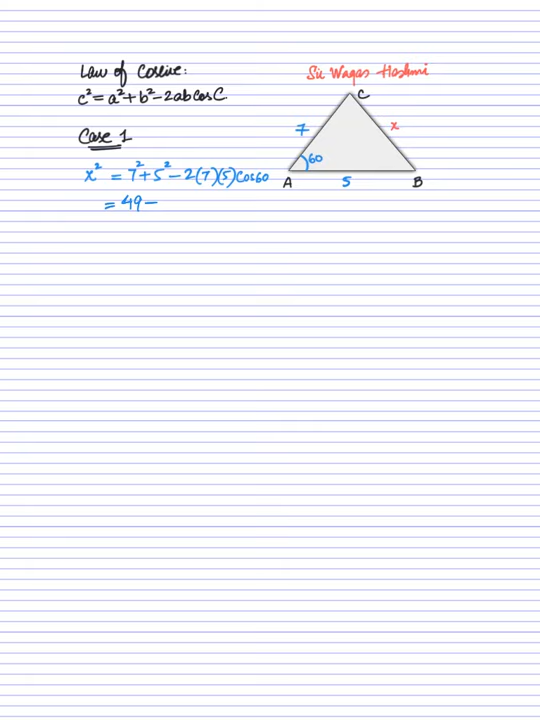 Law of Cosine:
c² = a² + b² - 2ab cos C.
Sir Waqas Hashmi
Case 1
x² = 7² + 5² - 2(7)(5) Cos60
= 49 -
C
7
x
60
A
5
B